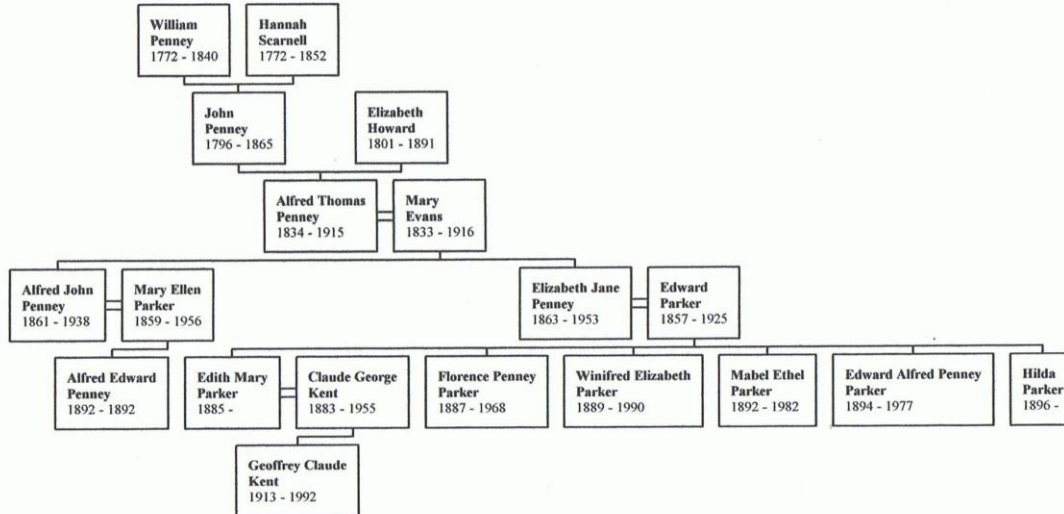 William
Penney
1772 - 1840
Hannah
Scarnell
1772 - 1852
John
Penney
1796 - 1865
Elizabeth
Howard
1801 - 1891
Alfred Thomas
Penney
1834 - 1915
Mary
Evans
1833 - 1916
Alfred John
Penney
1861 - 1938
Mary Ellen
Parker
1859 - 1956
Elizabeth Jane
Penney
1863 - 1953
Edward
Parker
1857 - 1925
Alfred Edward
Penney
1892 - 1892
Edith Mary
Parker
1885 -
Claude George
Kent
1883 - 1955
Florence Penney
Parker
1887 - 1968
Winifred Elizabeth
Parker
1889 - 1990
Mabel Ethel
Parker
1892 - 1982
Edward Alfred Penney
Parker
1894 - 1977
Hilda
Parker
1896 -
Geoffrey Claude
Kent
1913 - 1992